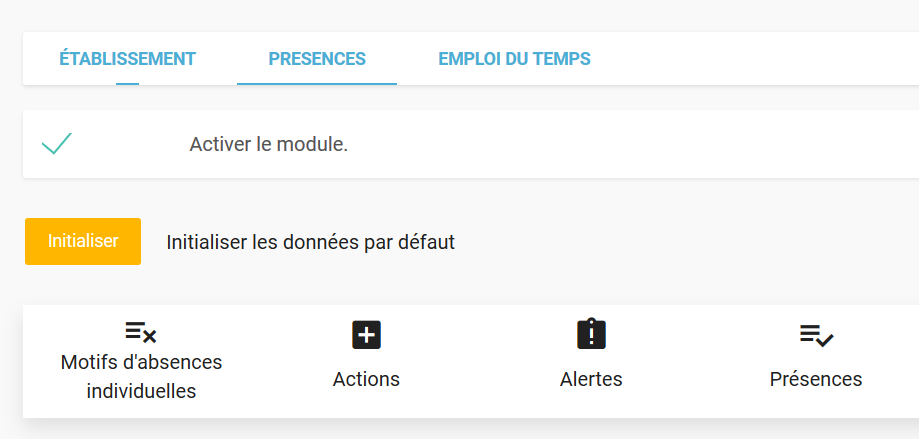 ÉTABLISSEMENT PRESENCES EMPLOI DU TEMPS
Activer le module.
Initialiser Initialiser les données par défaut
Motifs d'absences
individuelles
Actions
Alertes
Présences